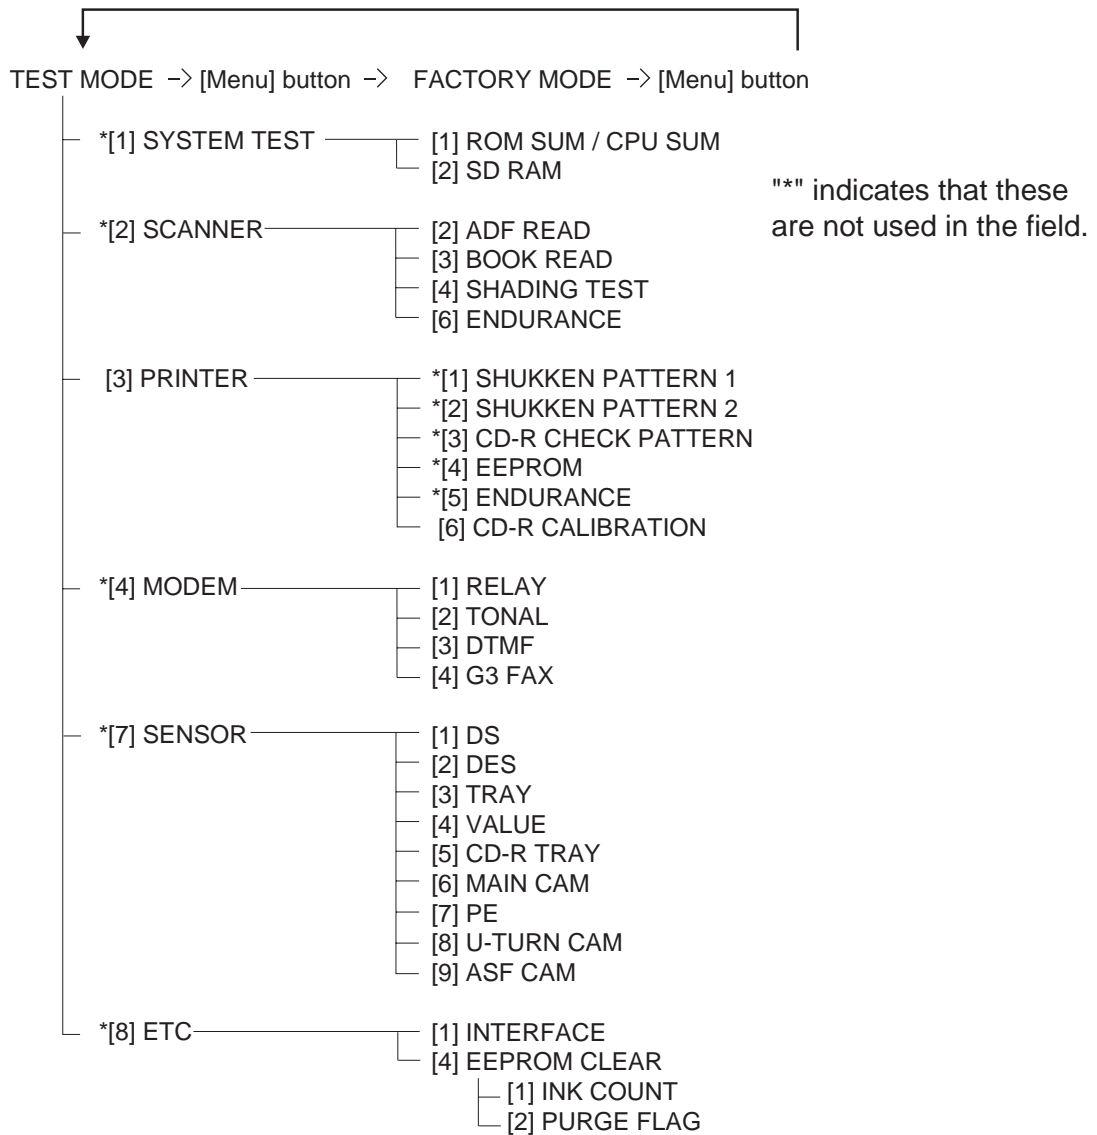 TEST MODE -> [Menu] button -> FACTORY MODE -> [Menu] button
*[1] SYSTEM TEST
[1] ROM SUM / CPU SUM
[2] SD RAM
"*" indicates that these
are not used in the field.
*[2] SCANNER
[2] ADF READ
[3] BOOK READ
[4] SHADING TEST
[6] ENDURANCE
[3] PRINTER
*[1] SHUKKEN PATTERN 1
*[2] SHUKKEN PATTERN 2
*[3] CD-R CHECK PATTERN
*[4] EEPROM
*[5] ENDURANCE
[6] CD-R CALIBRATION
*[4] MODEM
[1] RELAY
[2] TONAL
[3] DTMF
[4] G3 FAX
*[7] SENSOR
[1] DS
[2] DES
[3] TRAY
[4] VALUE
[5] CD-R TRAY
[6] MAIN CAM
[7] PE
[8] U-TURN CAM
[9] ASF CAM
*[8] ETC
[1] INTERFACE
[4] EEPROM CLEAR
[1] INK COUNT
[2] PURGE FLAG